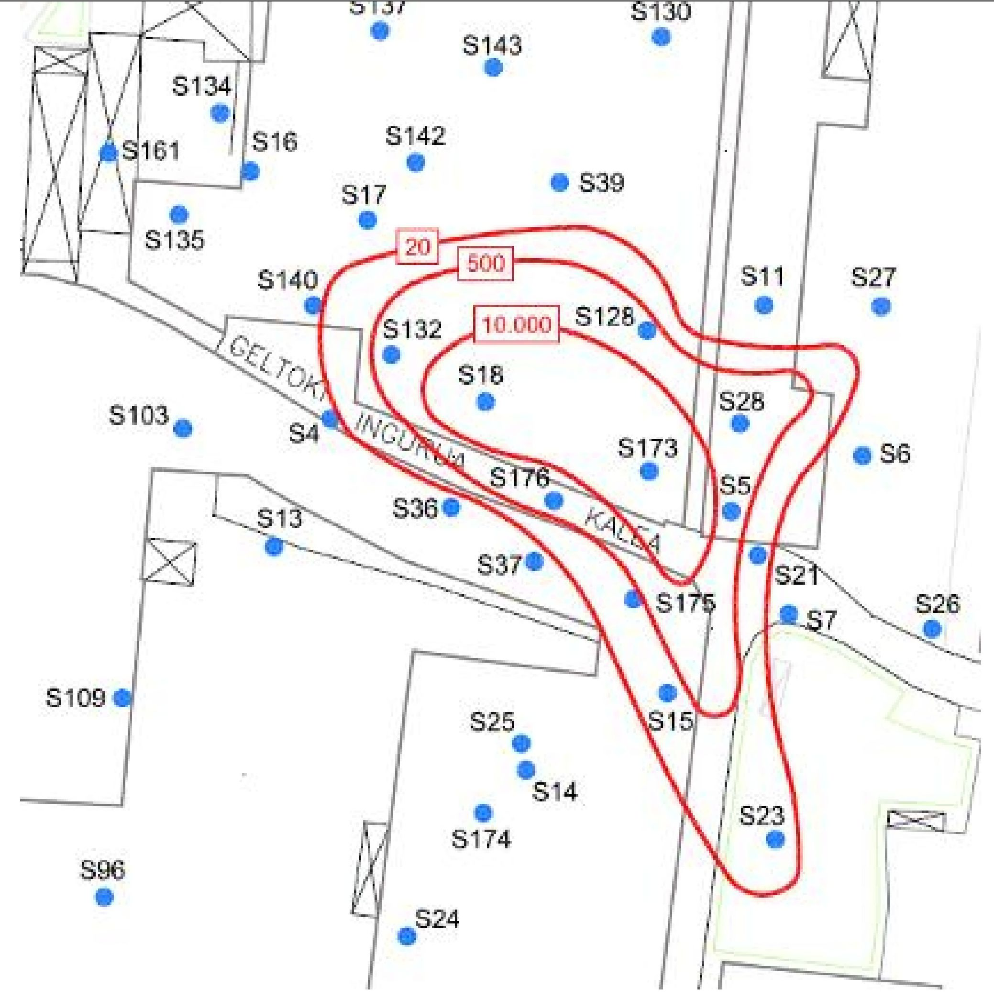 S137
S130
S143
S134
S16
S142
S161
S39
S17
S135
20
500
S140
S11
S27
10.000
S128
S132
GELTOKI
S18
S28
S103
S4
INGURUA
S173
S6
S176
S5
S36
S13
KALEA
S37
S21
S175
S7
S26
S109
S25
S15
S14
S23
S174
S96
S24